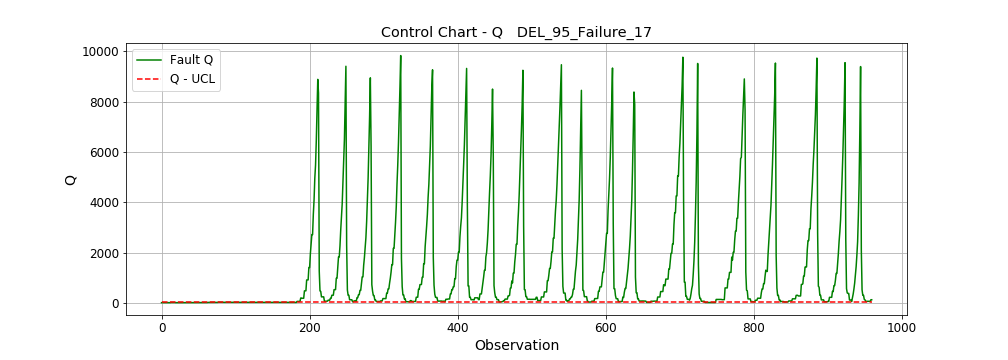 Control Chart - Q   DEL_95_Failure_17
Fault Q
Q - UCL
10000
8000
6000
4000
2000
0
Q
0 200 400 600 800 1000
Observation